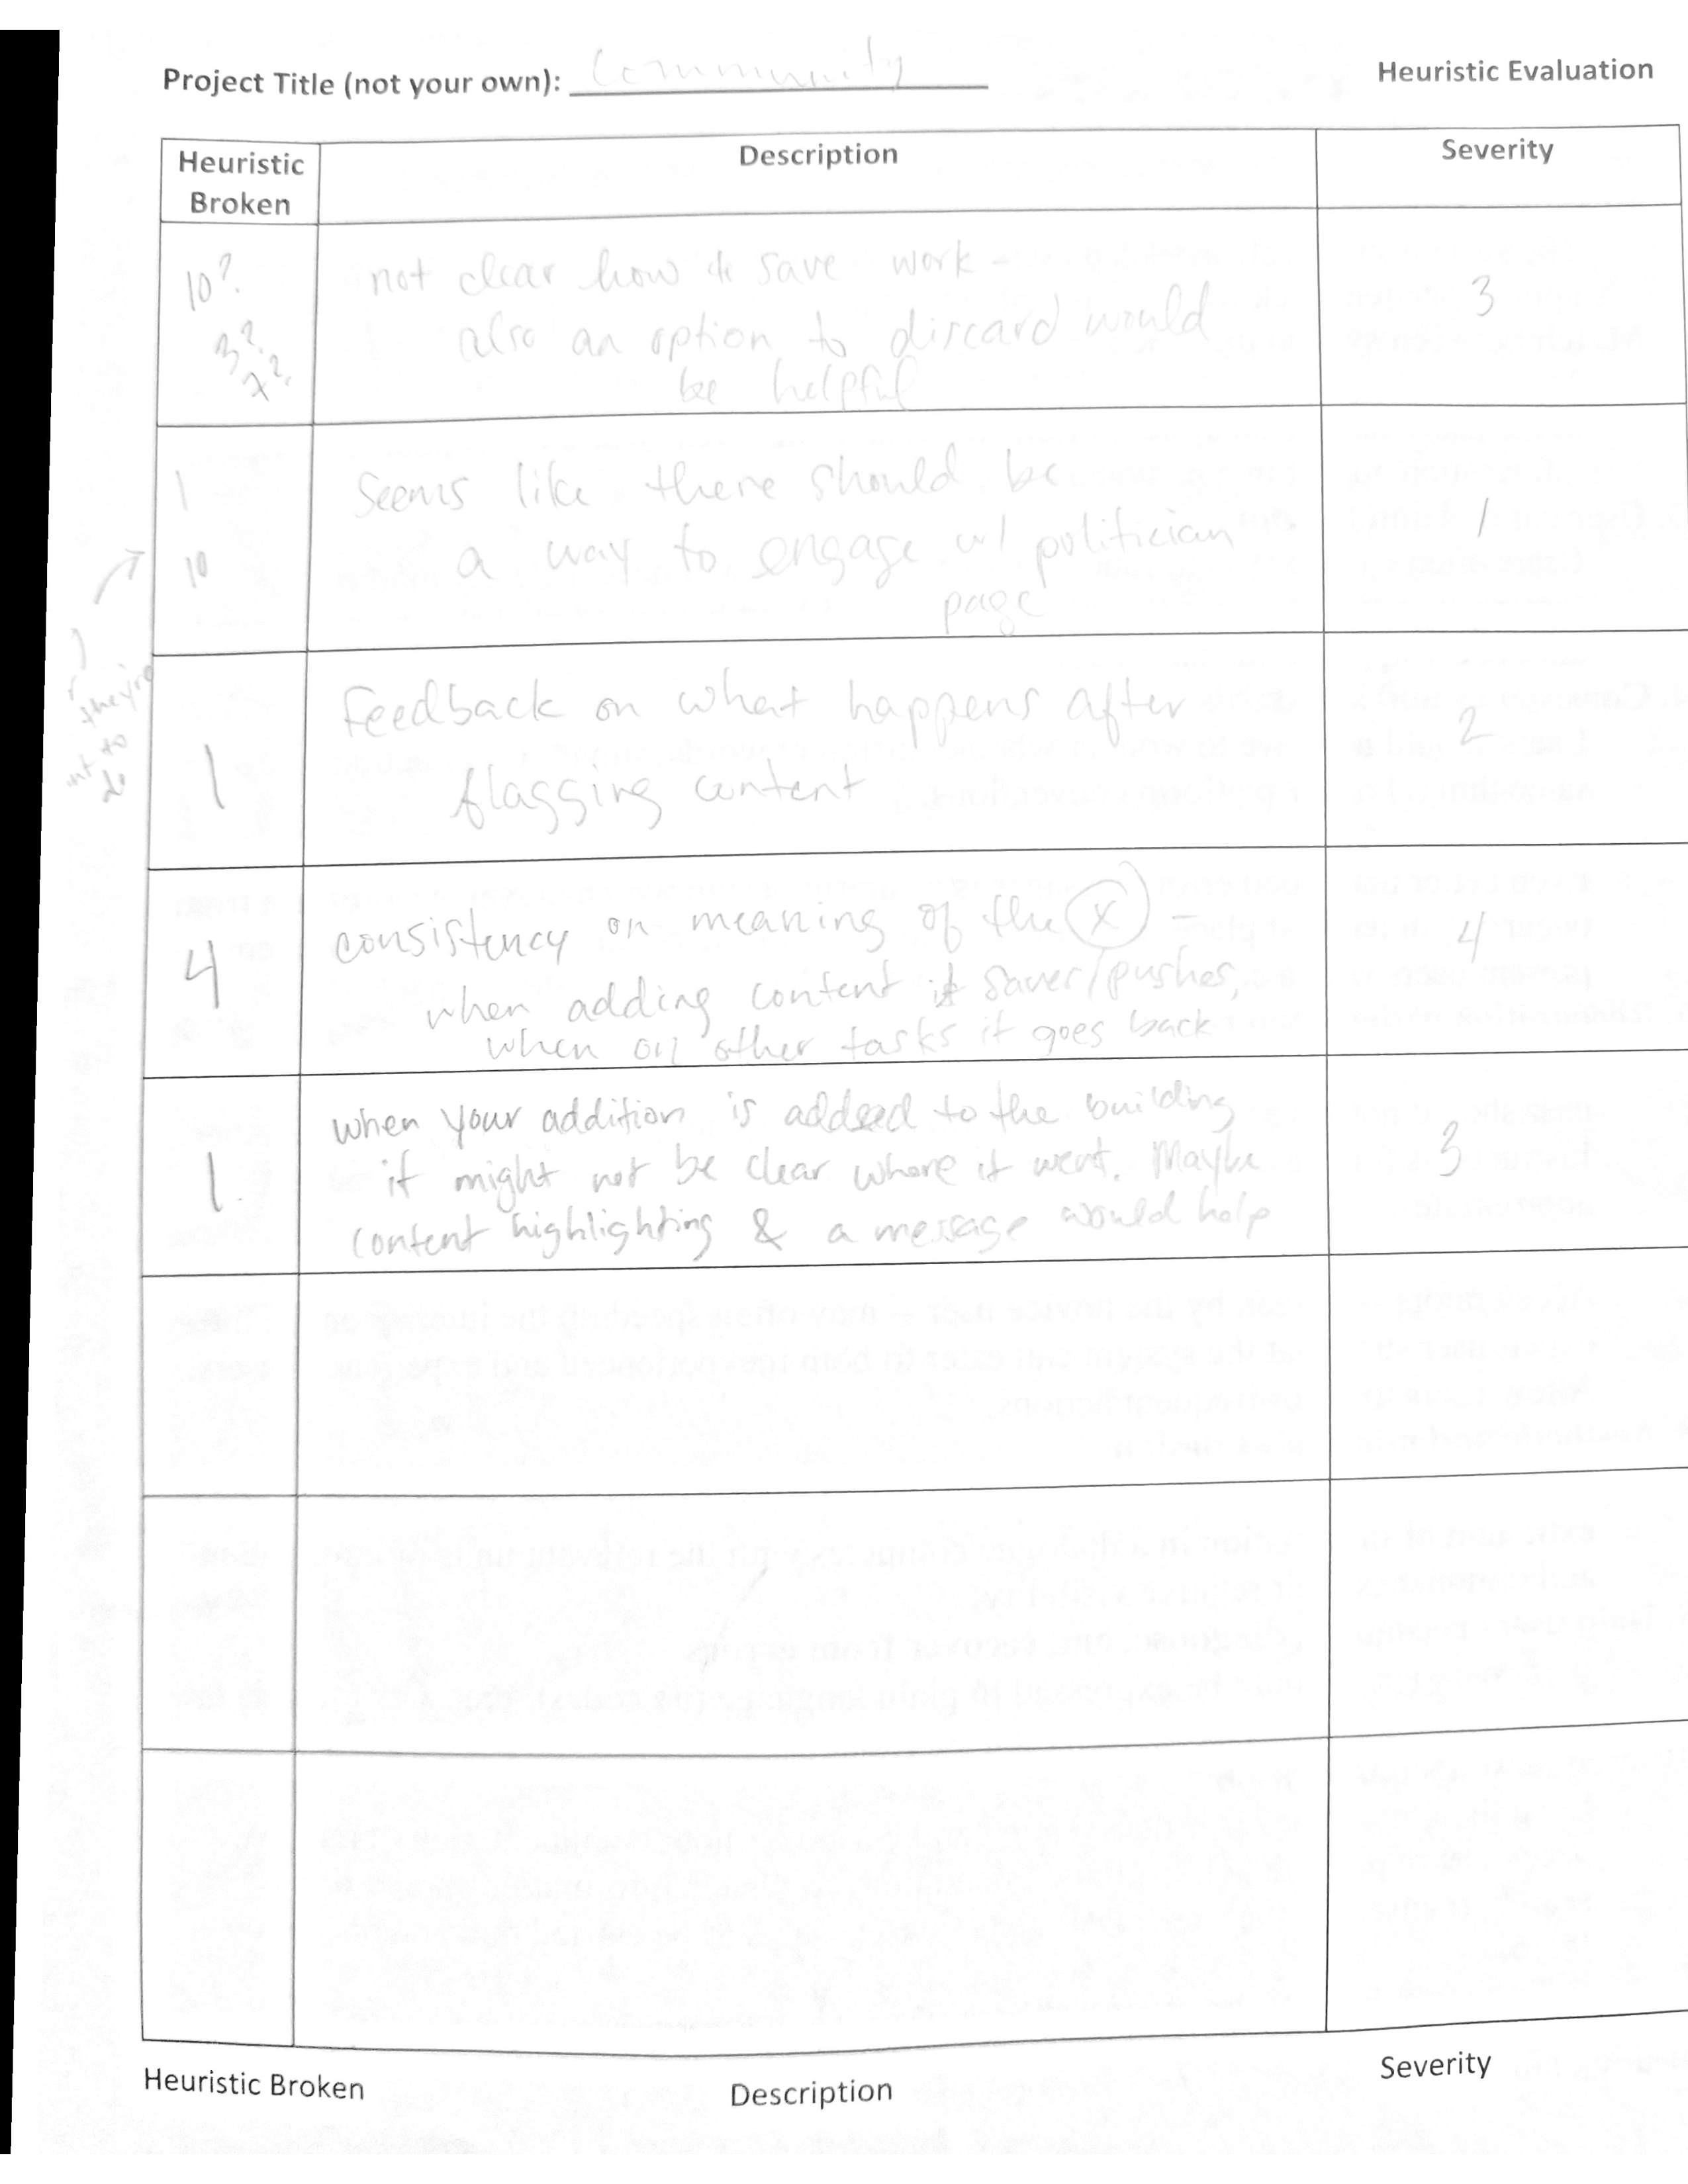 Project Title (not your own): Community
Heuristic Evaluation
Heuristic Broken
Description
Severity
10?
3?
7?
not clear how to save work -
also an option to discard would
be helpful
3
1
10
Seems like there should be
a way to engage w/ politician
page
1
they're
not to
do
1
Feedback on what happens after
flagging content
2
4
consistency on meaning of the X -
when adding content it saves/pushes,
when on other tasks it goes back
4
1
when your addition is added to the building
it might not be clear where it went. Maybe
content highlighting & a message would help
3
Heuristic Broken
Description
Severity